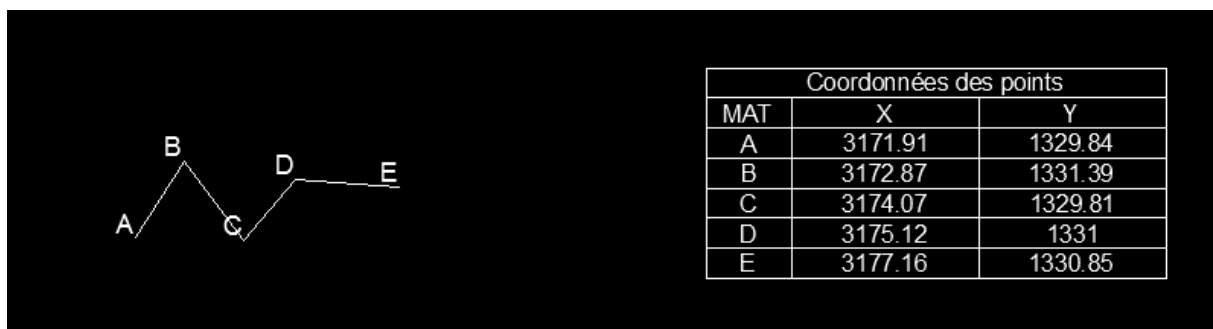 Coordonnées des points
MAT X Y
A 3171.91 1329.84
B 3172.87 1331.39
C 3174.07 1329.81
D 3175.12 1331
E 3177.16 1330.85
B
D
E
A
C